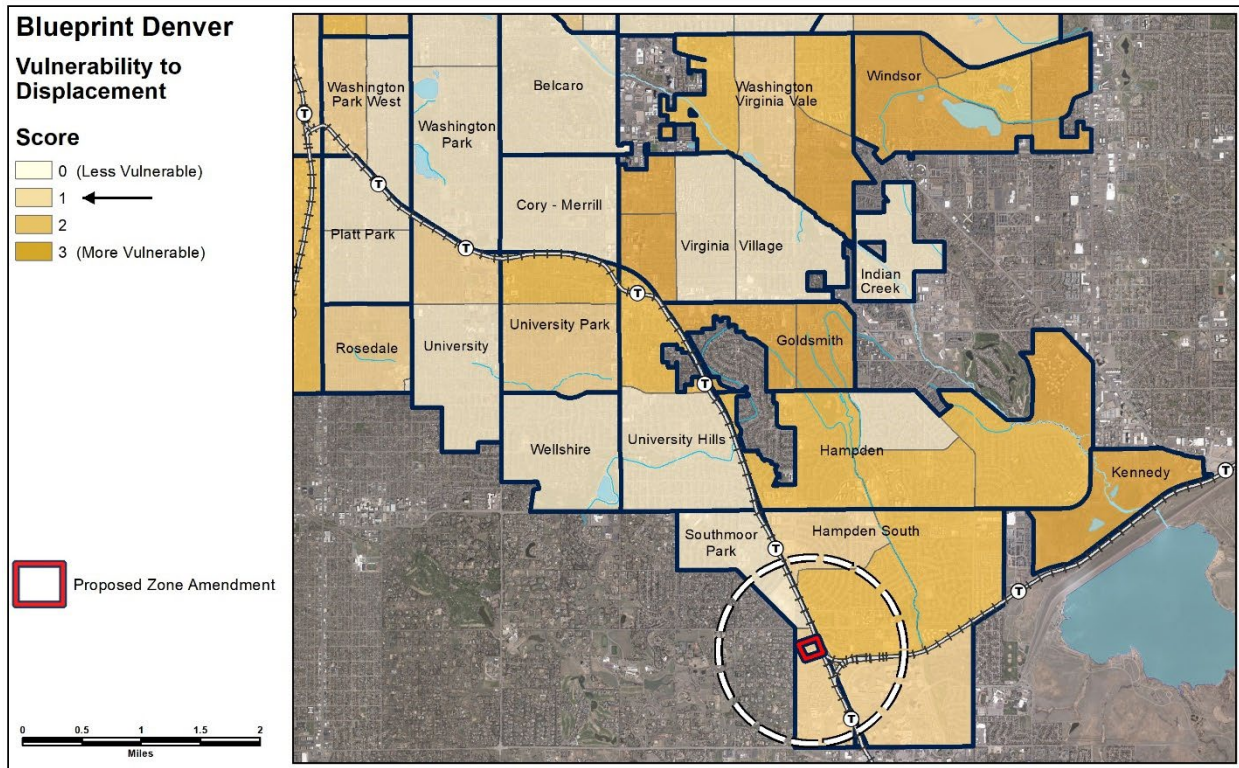 Blueprint Denver
Vulnerability to
Displacement
Score
0 (Less Vulnerable)
1
2
3 (More Vulnerable)
Proposed Zone Amendment
0 0.5 1 1.5 2
Miles
Washington
Park West
Washington
Park
Belcaro
Washington
Virginia Vale
Windsor
T
T
Platt Park
Cory - Merrill
Virginia Village
Indian
Creek
T
T
Rosedale
University
University Park
Goldsmith
T
Wellshire
University Hills
Hampden
Kennedy
T
Southmoor
Park
Hampden South
T
T
T